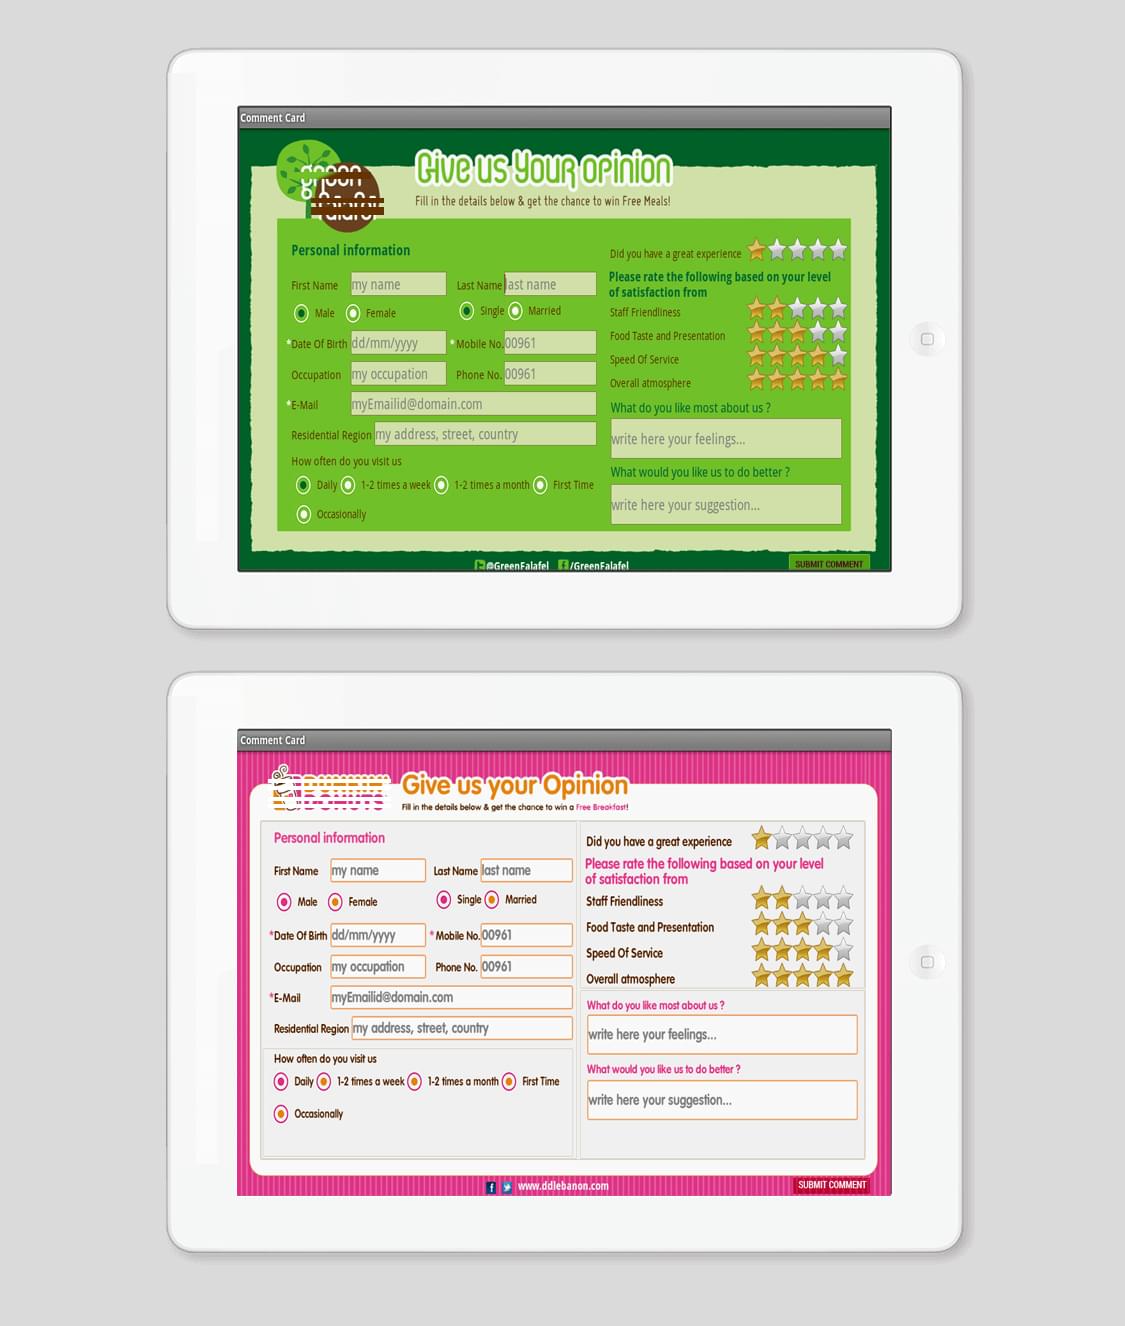 Comment Card
green
falafel
Give us Your opinion
Fill in the details below & get the chance to win Free Meals!
Personal information
First Name my name Last Name last name
Male Female Single Married
*Date Of Birth dd/mm/yyyy *Mobile No. 00961
Occupation my occupation Phone No. 00961
*E-Mail myEmailid@domain.com
Residential Region my address, street, country
How often do you visit us
Daily 1-2 times a week 1-2 times a month First Time
Occasionally
Did you have a great experience
Please rate the following based on your level
of satisfaction from
Staff Friendliness
Food Taste and Presentation
Speed Of Service
Overall atmosphere
What do you like most about us ?
write here your feelings...
What would you like us to do better ?
write here your suggestion...
@GreenFalafel /GreenFalafel
SUBMIT COMMENT
Comment Card
DUNKIN'
DONUTS
Give us your Opinion
Fill in the details below & get the chance to win a Free Breakfast!
Personal information
First Name my name Last Name last name
Male Female Single Married
*Date Of Birth dd/mm/yyyy *Mobile No. 00961
Occupation my occupation Phone No. 00961
*E-Mail myEmailid@domain.com
Residential Region my address, street, country
How often do you visit us
Daily 1-2 times a week 1-2 times a month First Time
Occasionally
Did you have a great experience
Please rate the following based on your level
of satisfaction from
Staff Friendliness
Food Taste and Presentation
Speed Of Service
Overall atmosphere
What do you like most about us ?
write here your feelings...
What would you like us to do better ?
write here your suggestion...
www.ddlebanon.com
SUBMIT COMMENT